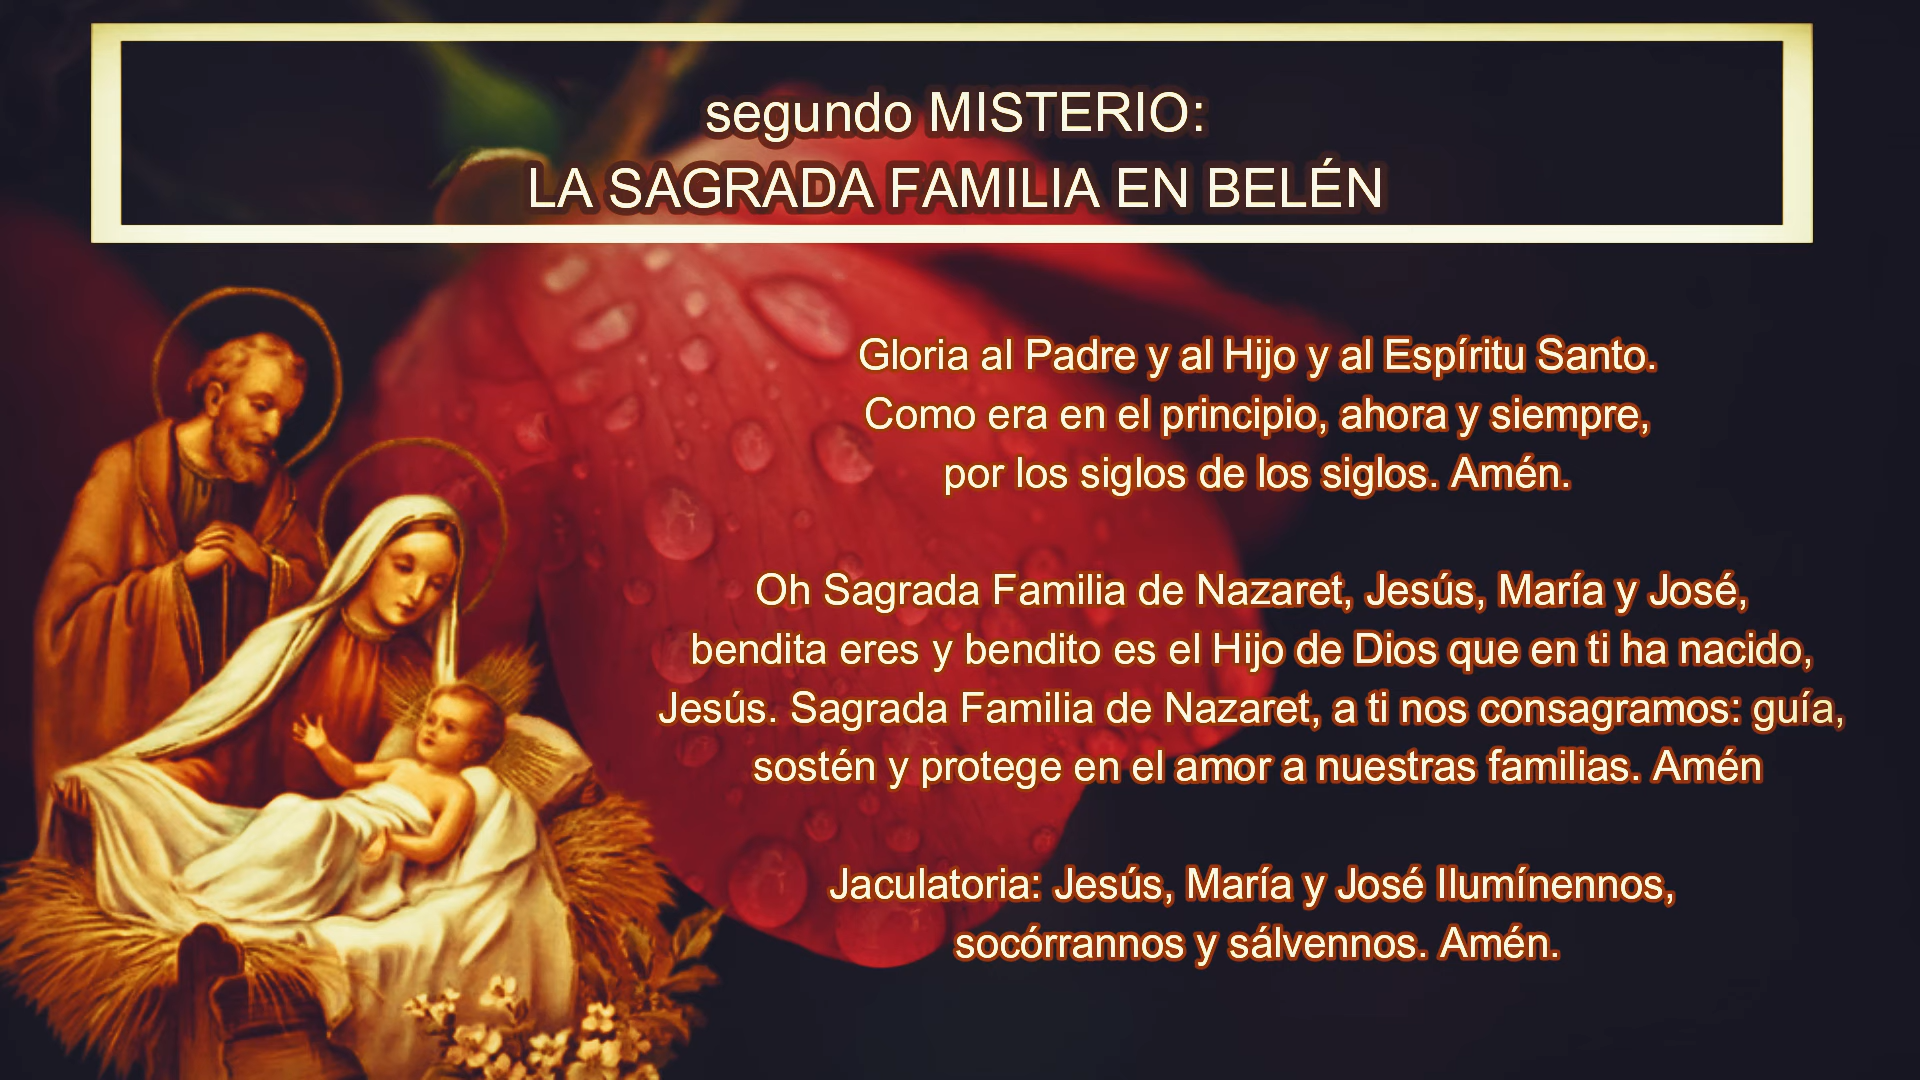 segundo MISTERIO:
LA SAGRADA FAMILIA EN BELÉN
Gloria al Padre y al Hijo y al Espíritu Santo.
Como era en el principio, ahora y siempre,
por los siglos de los siglos. Amén.
Oh Sagrada Familia de Nazaret, Jesús, María y José,
bendita eres y bendito es el Hijo de Dios que en ti ha nacido,
Jesús. Sagrada Familia de Nazaret, a ti nos consagramos: guía,
sostén y protege en el amor a nuestras familias. Amén
Jaculatoria: Jesús, María y José Ilumínennos,
socórrannos y sálvennos. Amén.